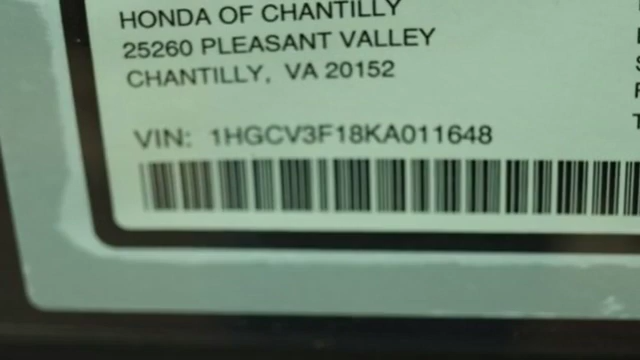 HONDA OF CHANTILLY
25260 PLEASANT VALLEY
CHANTILLY, VA 20152
VIN: 1HGCV3F18KA011648